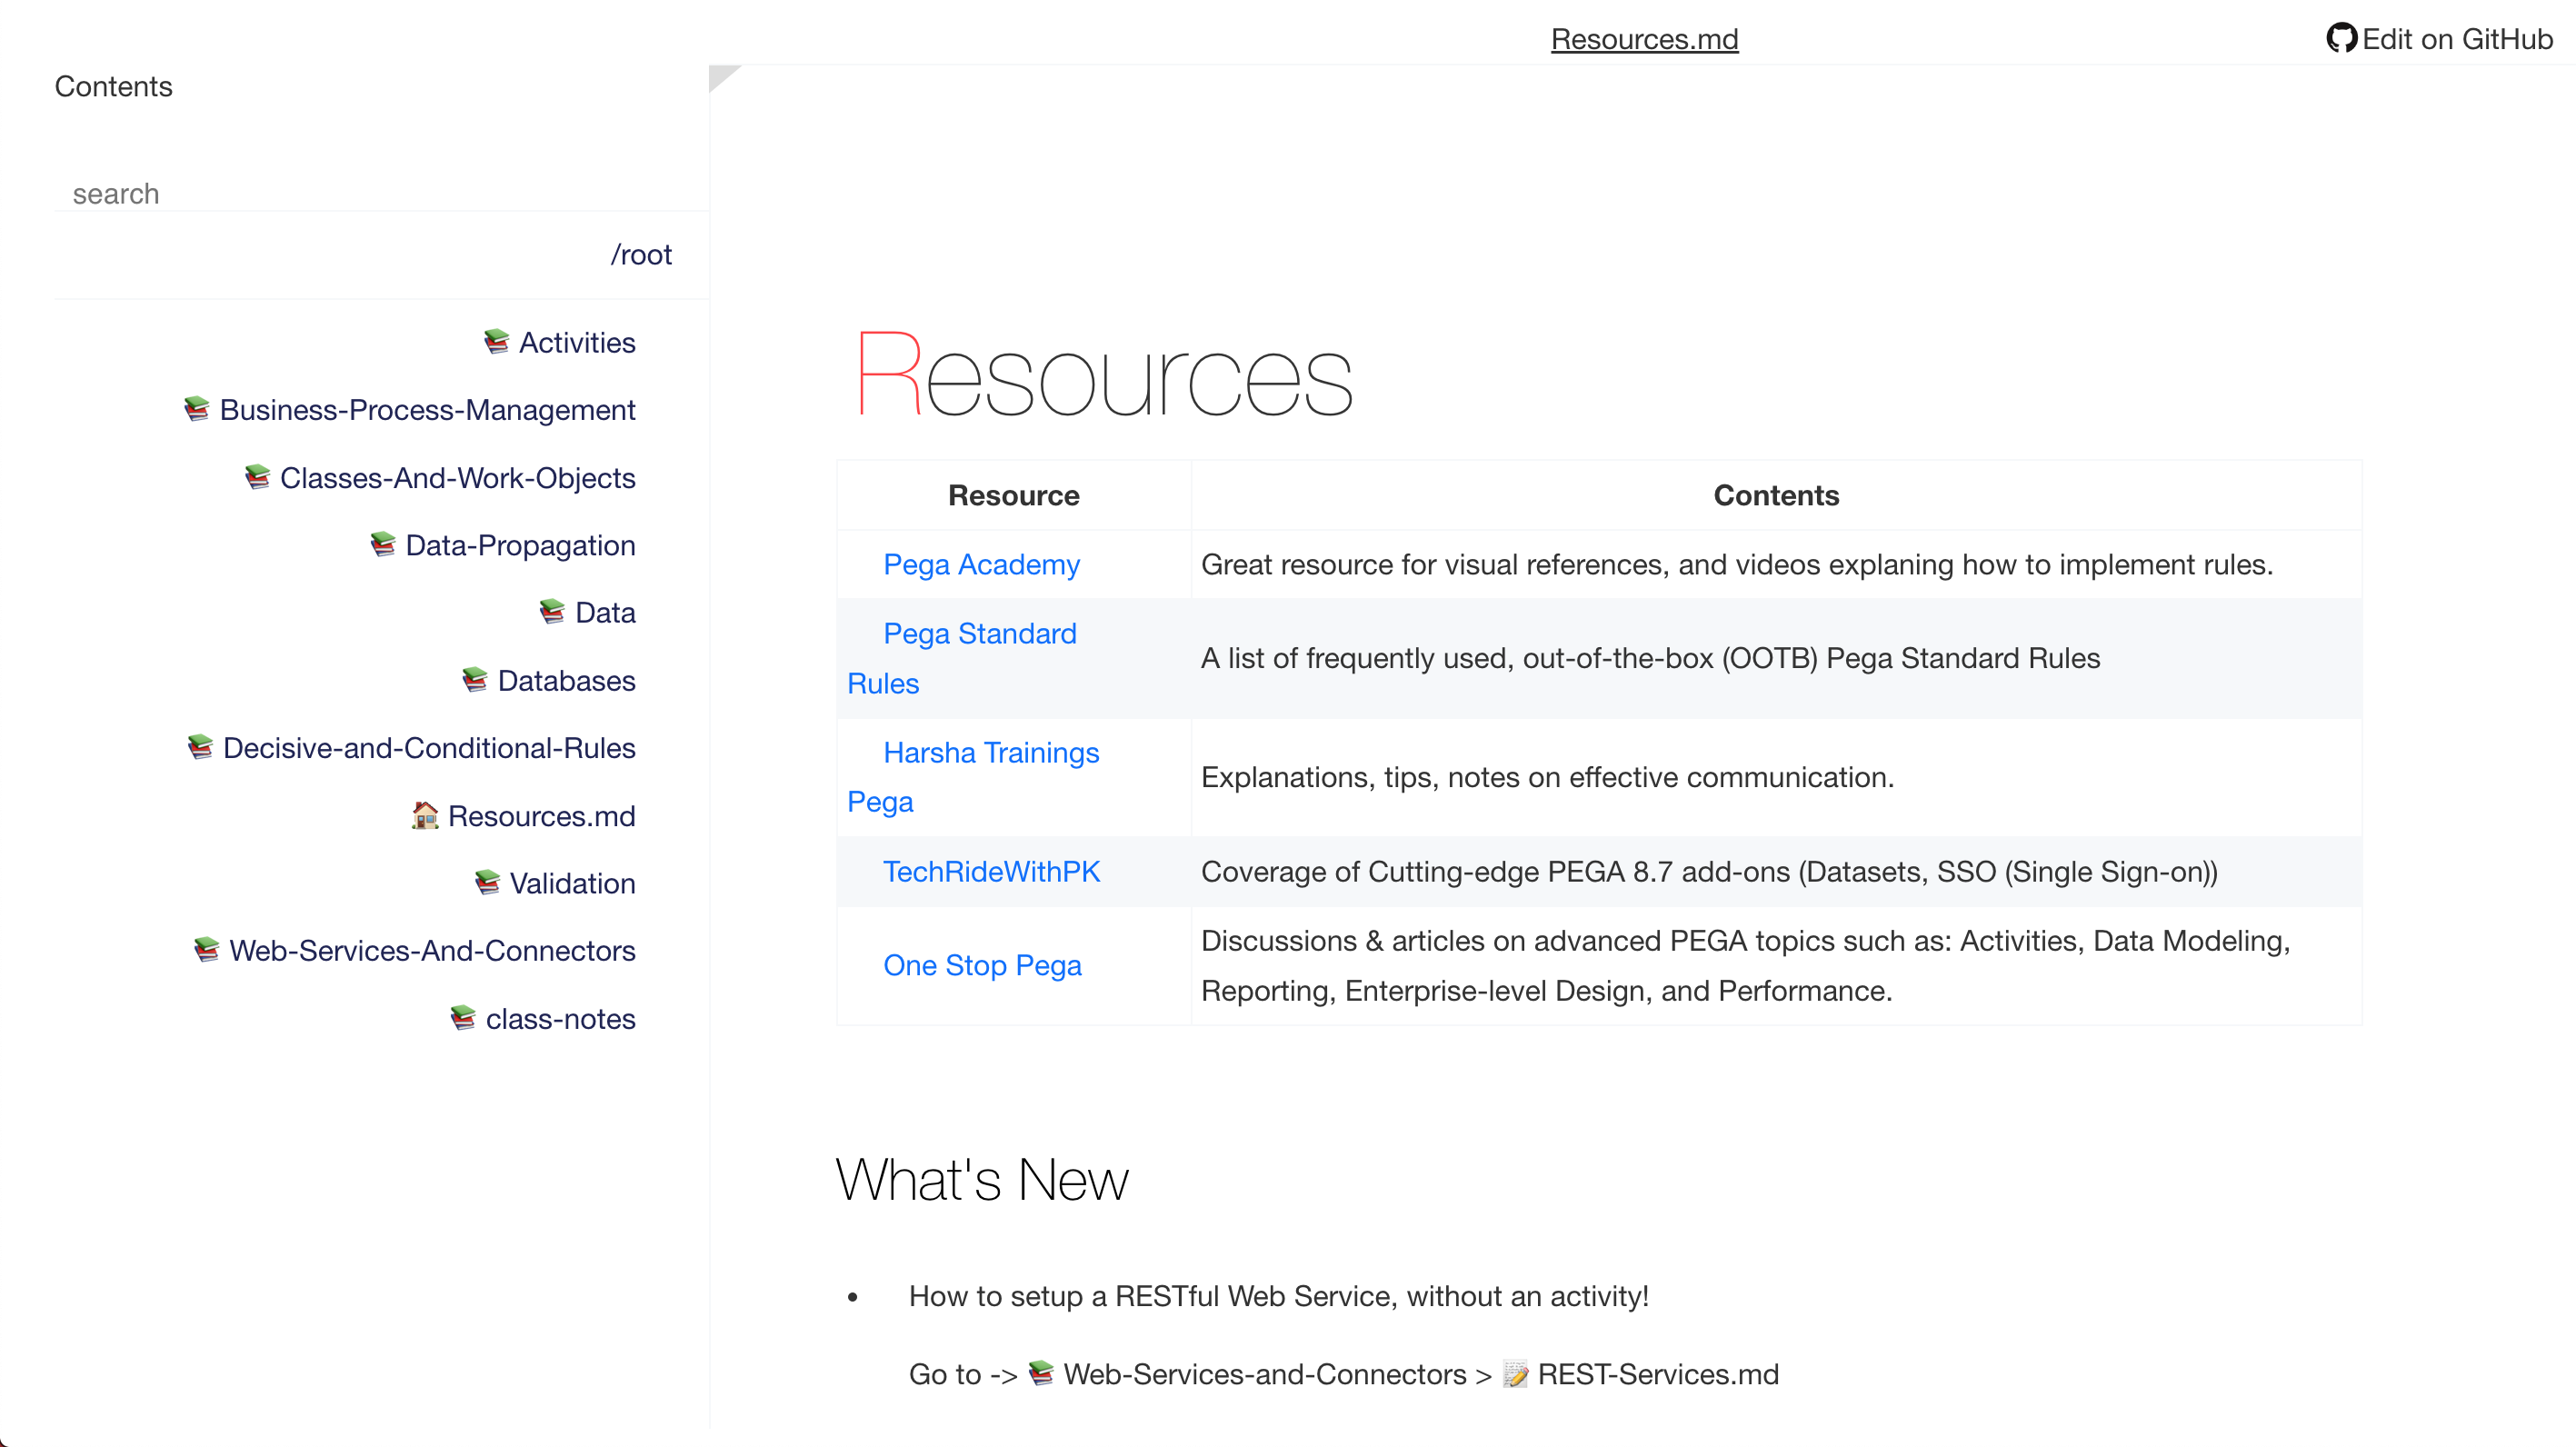 Resources.md
Edit on GitHub
Contents
search
/root
Activities
Business-Process-Management
Classes-And-Work-Objects
Data-Propagation
Data
Databases
Decisive-and-Conditional-Rules
Resources.md
Validation
Web-Services-And-Connectors
class-notes
Resources
Resource Contents
Pega Academy Great resource for visual references, and videos explaning how to implement rules.
Pega Standard
Rules
A list of frequently used, out-of-the-box (OOTB) Pega Standard Rules
Harsha Trainings
Pega
Explanations, tips, notes on effective communication.
TechRideWithPK Coverage of Cutting-edge PEGA 8.7 add-ons (Datasets, SSO (Single Sign-on))
One Stop Pega
Discussions & articles on advanced PEGA topics such as: Activities, Data Modeling,
Reporting, Enterprise-level Design, and Performance.
What's New
• How to setup a RESTful Web Service, without an activity!
Go to -> 📚 Web-Services-and-Connectors > 📝 REST-Services.md